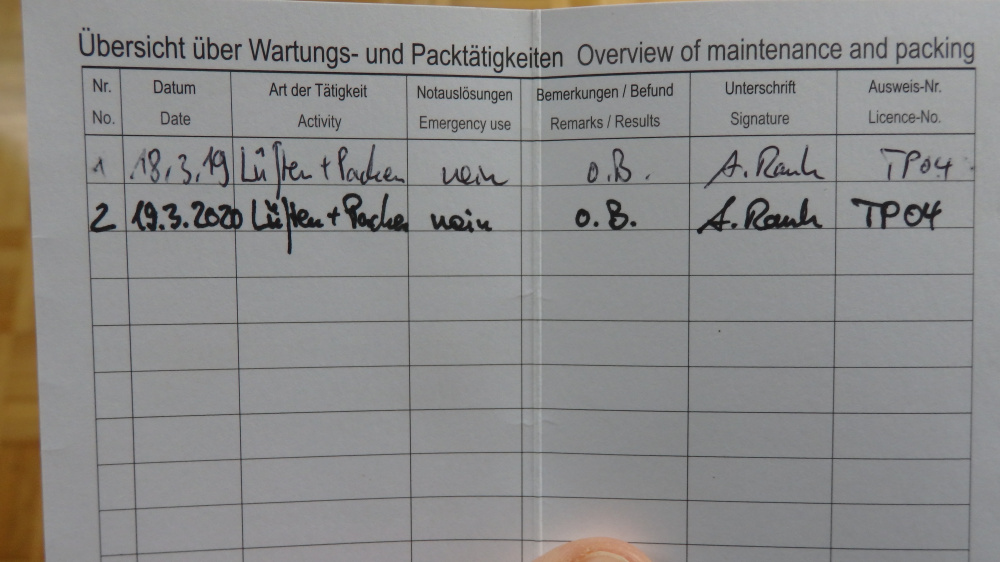 Übersicht über Wartungs- und Packtätigkeiten Overview of maintenance and packing
Nr. Datum Art der Tätigkeit Notauslösungen Bemerkungen / Befund Unterschrift Ausweis-Nr.
No. Date Activity Emergency use Remarks / Results Signature Licence-No.
1 18.3.19 Lüften + Packen nein o.B. A. Rauh TP04
2 19.3.2020 Lüften + Packen nein o.B. A. Rauh TP04